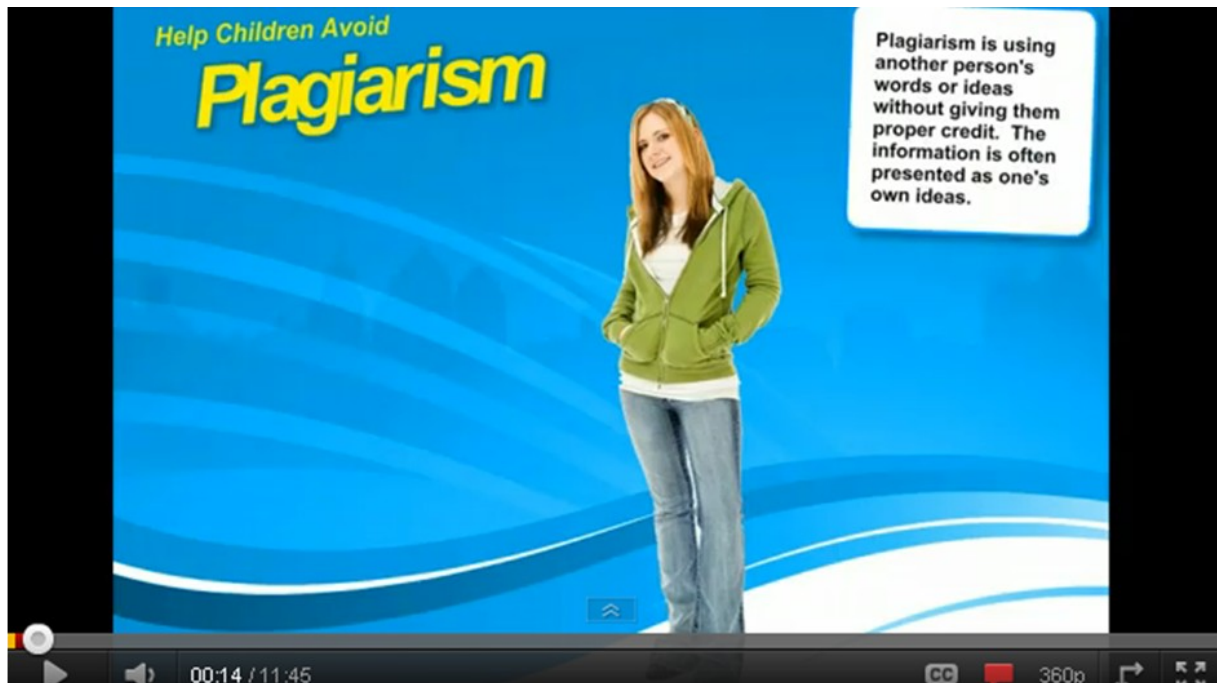 Help Children Avoid
Plagiarism
Plagiarism is using
another person's
words or ideas
without giving them
proper credit.  The
information is often
presented as one's
own ideas.
00:14 / 11:45
CC
360p